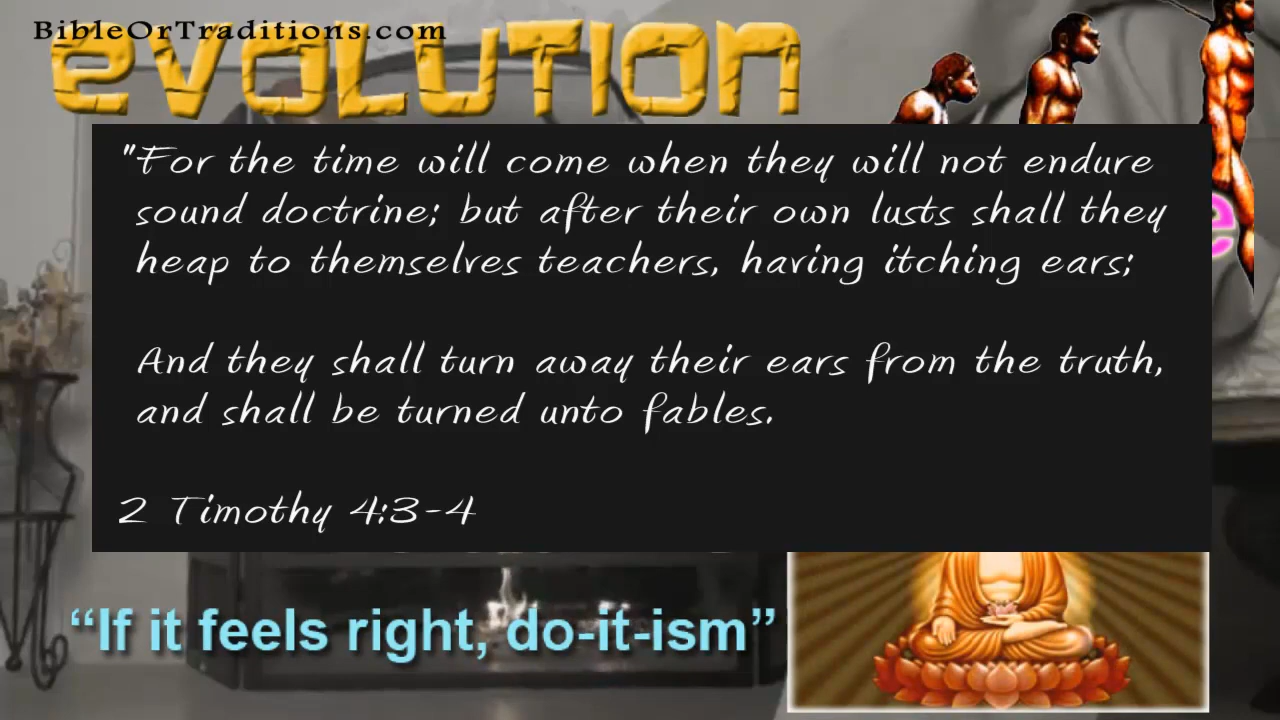 BibleOrTraditions.com
evolution
"For the time will come when they will not endure
sound doctrine; but after their own lusts shall they
heap to themselves teachers, having itching ears;
And they shall turn away their ears from the truth,
and shall be turned unto fables.
2 Timothy 4:3-4
“If it feels right, do-it-ism”